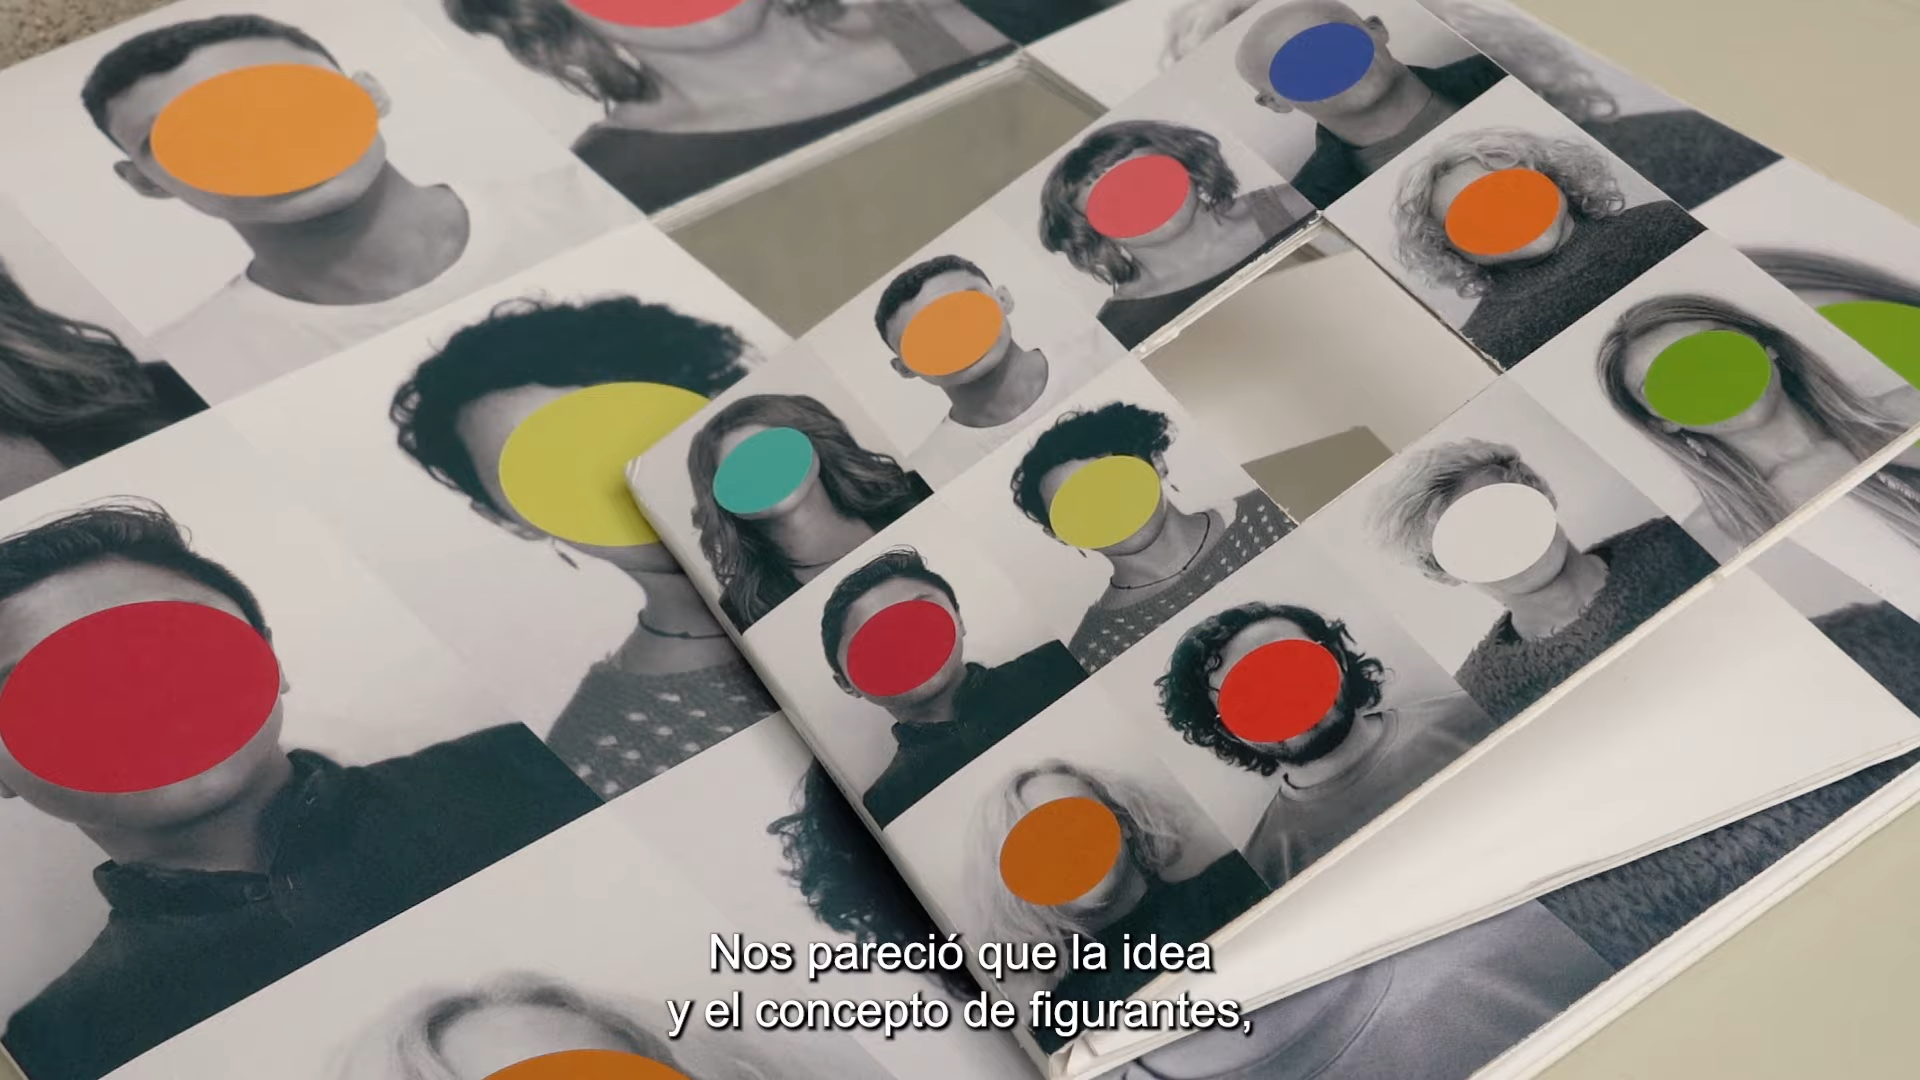 Nos pareció que la idea
y el concepto de figurantes,